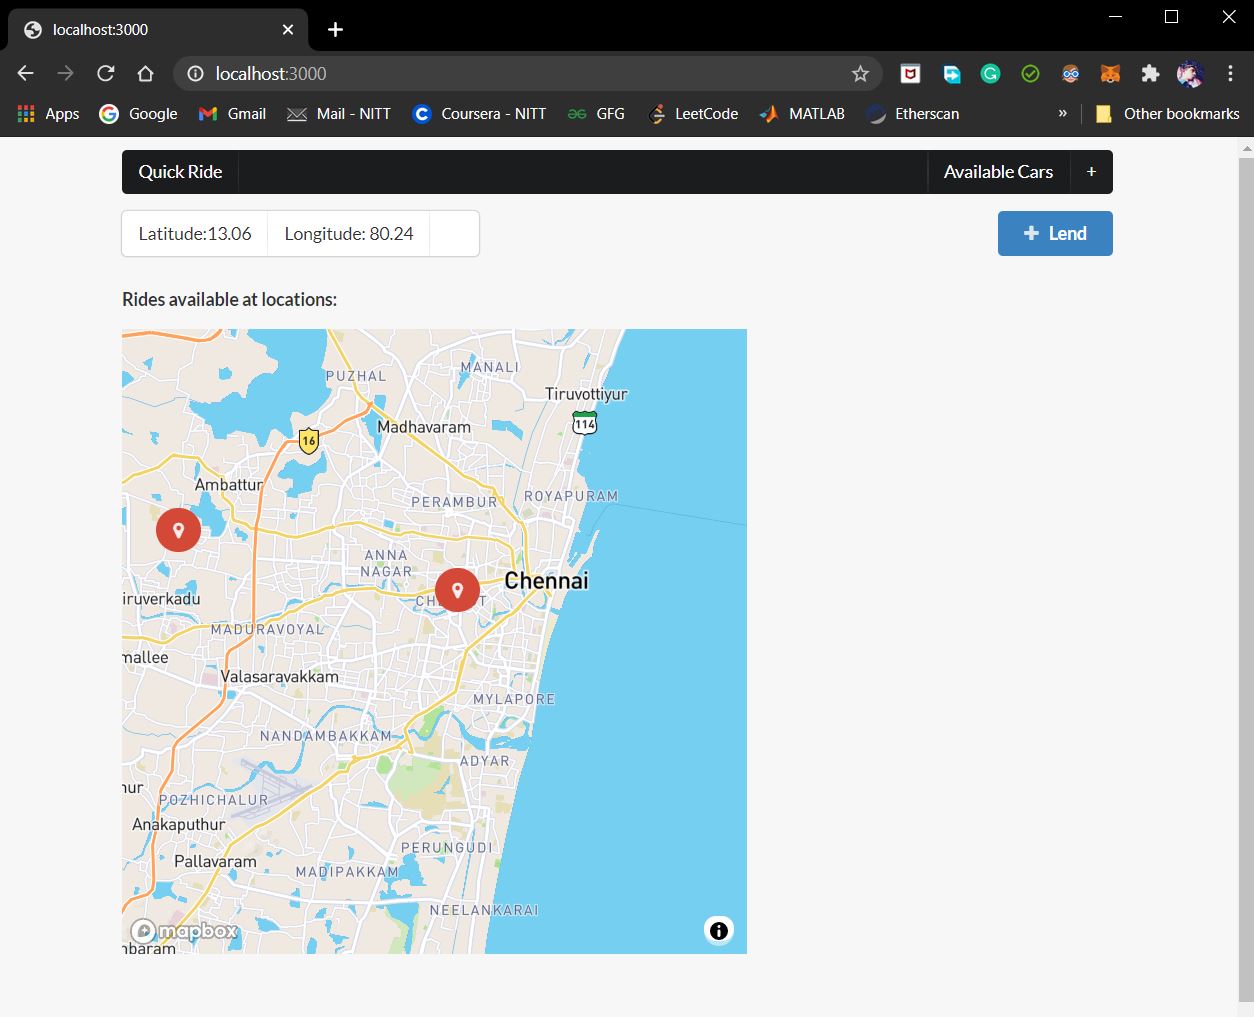 localhost:3000
localhost:3000
Apps Google Gmail Mail - NITT Coursera - NITT GFG LeetCode MATLAB Etherscan » Other bookmarks
Quick Ride Available Cars +
Latitude:13.06 Longitude: 80.24 Lend
Rides available at locations:
PUZHAL
MANALI
Tiruvottiyur
114
Madhavaram
16
Ambattur
PERAMBUR
ROYAPURAM
ANNA
NAGAR
Chennai
iruverkadu
MADURAVOYAL
mallee
Valasaravakkam
MYLAPORE
NANDAMBAKKAM
ADYAR
nur
POZHICHALUR
Anakaputhur
PERUNGUDI
Pallavaram
MADIPAKKAM
NEELANKARAI
mapbox
nbaram